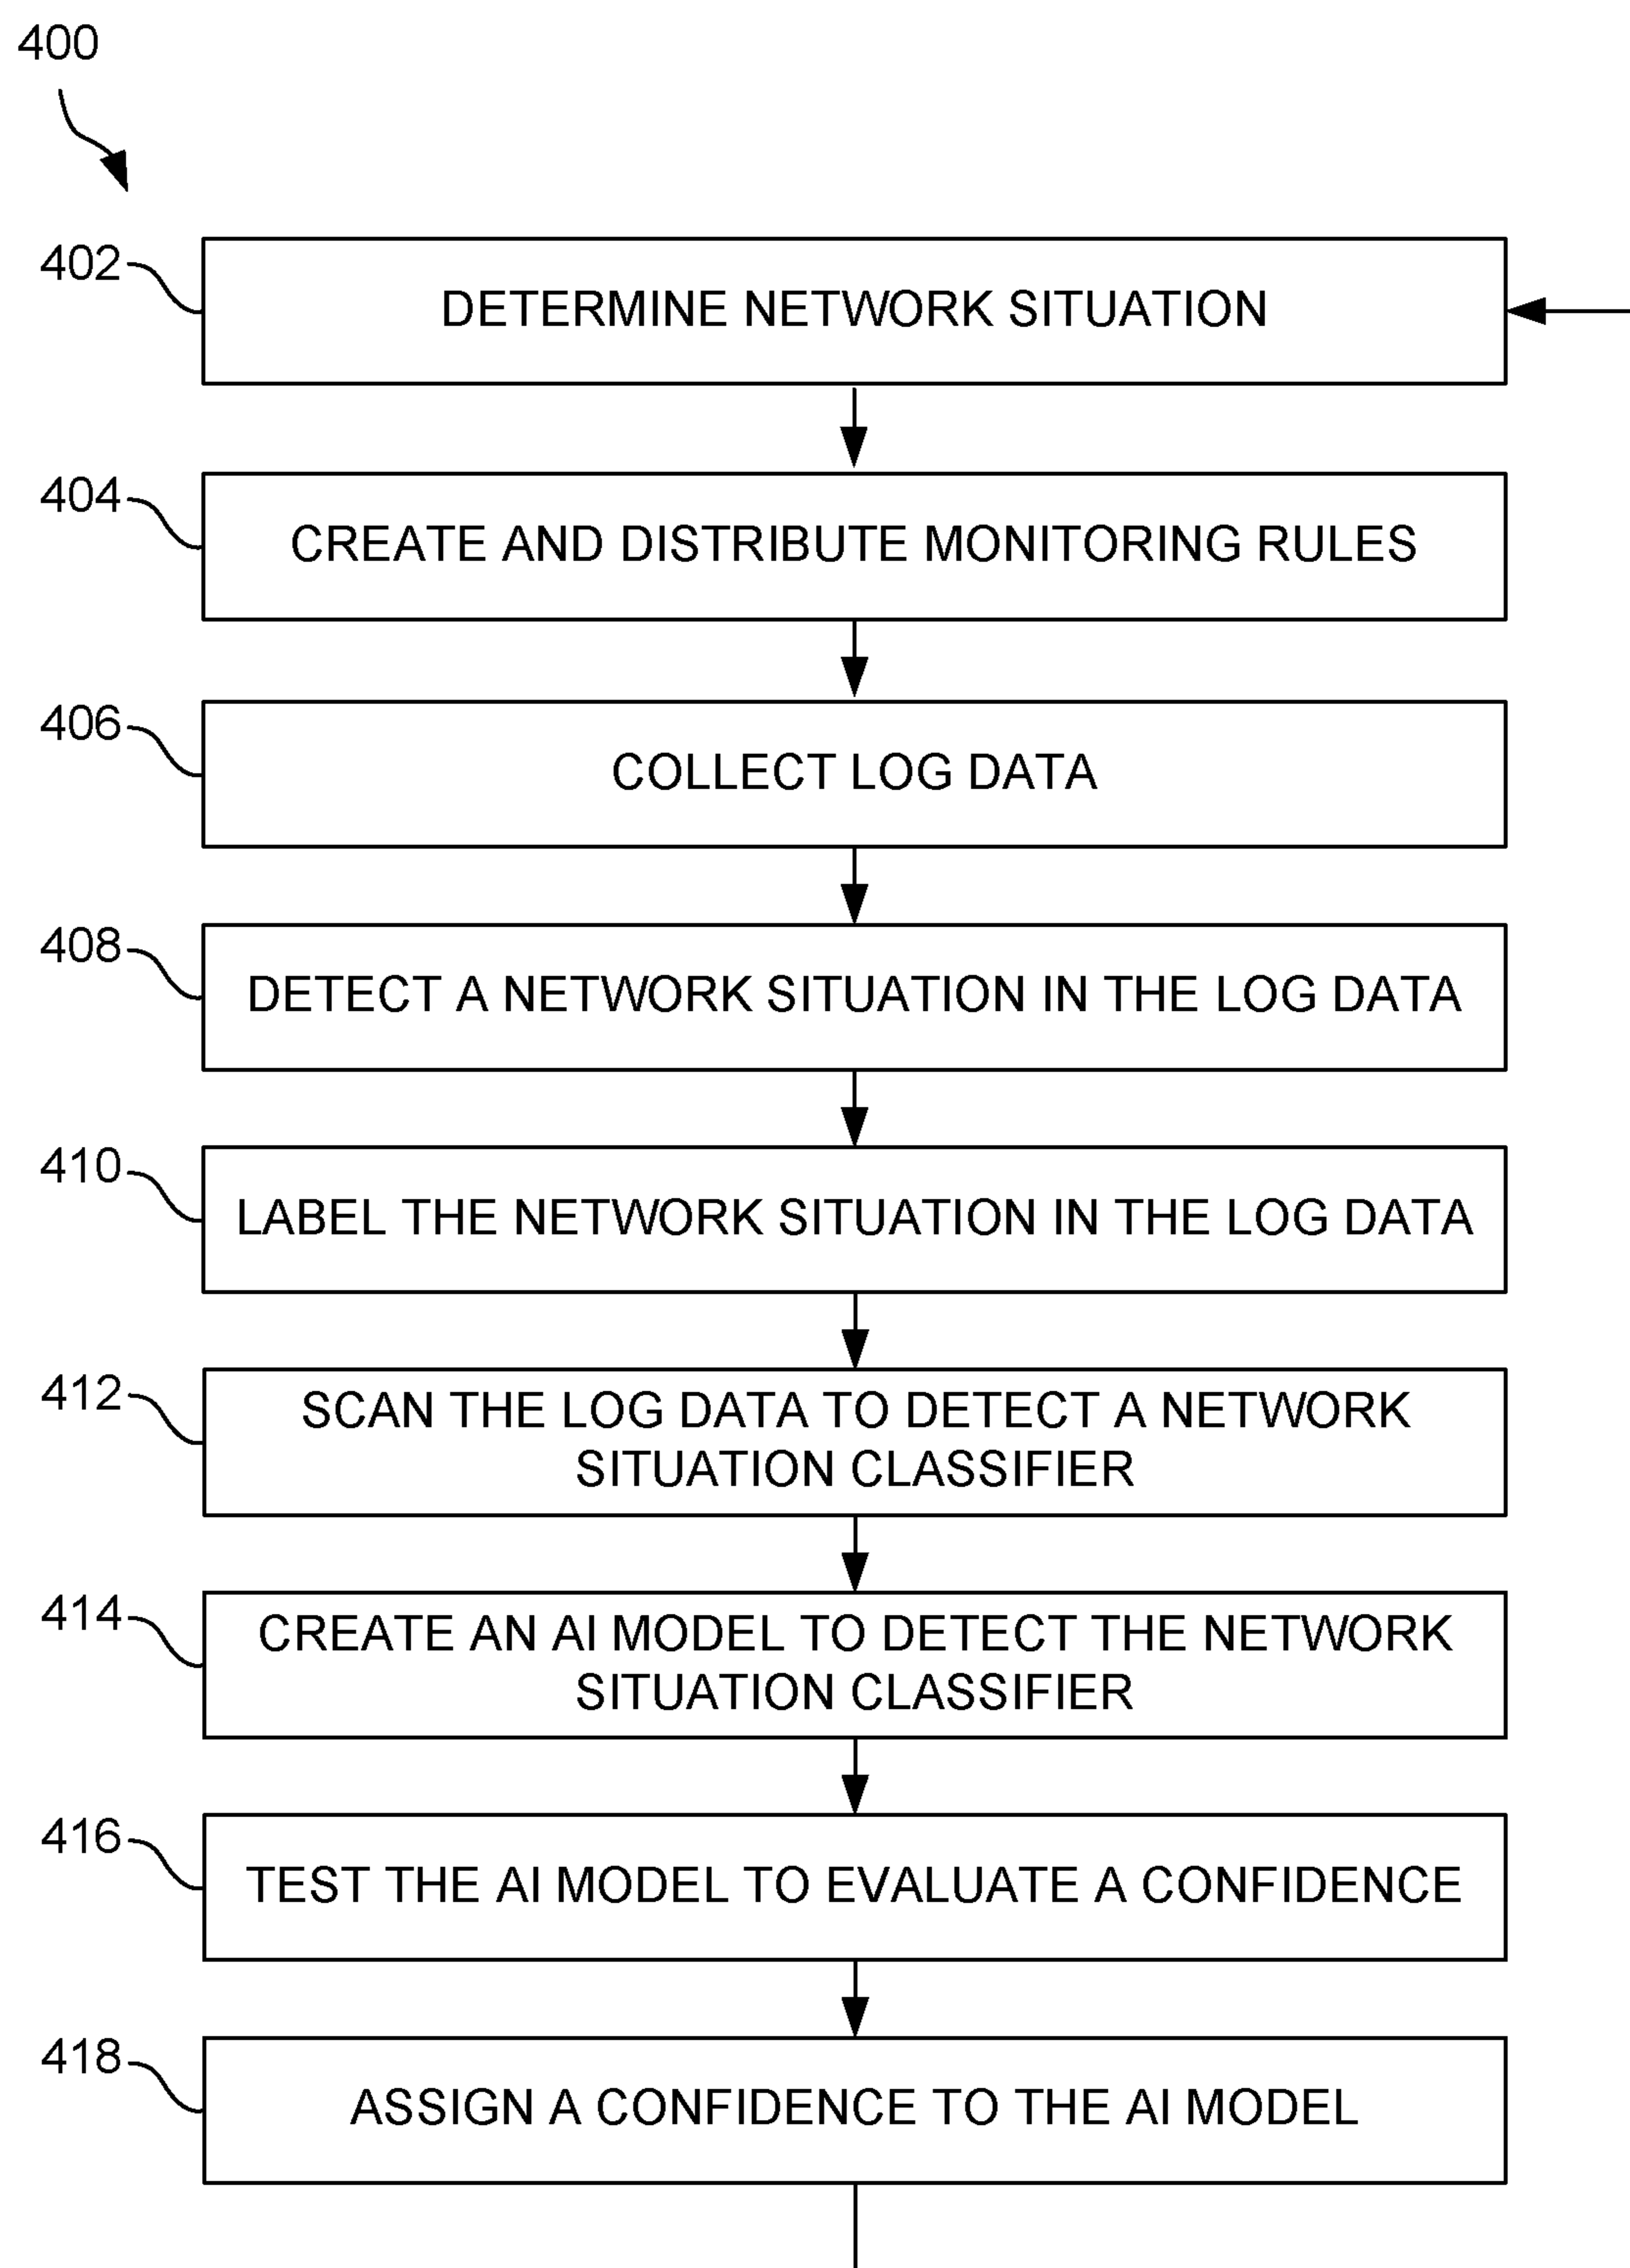 400
402
DETERMINE NETWORK SITUATION
404
CREATE AND DISTRIBUTE MONITORING RULES
406
COLLECT LOG DATA
408
DETECT A NETWORK SITUATION IN THE LOG DATA
410
LABEL THE NETWORK SITUATION IN THE LOG DATA
412
SCAN THE LOG DATA TO DETECT A NETWORK
SITUATION CLASSIFIER
414
CREATE AN AI MODEL TO DETECT THE NETWORK
SITUATION CLASSIFIER
416
TEST THE AI MODEL TO EVALUATE A CONFIDENCE
418
ASSIGN A CONFIDENCE TO THE AI MODEL